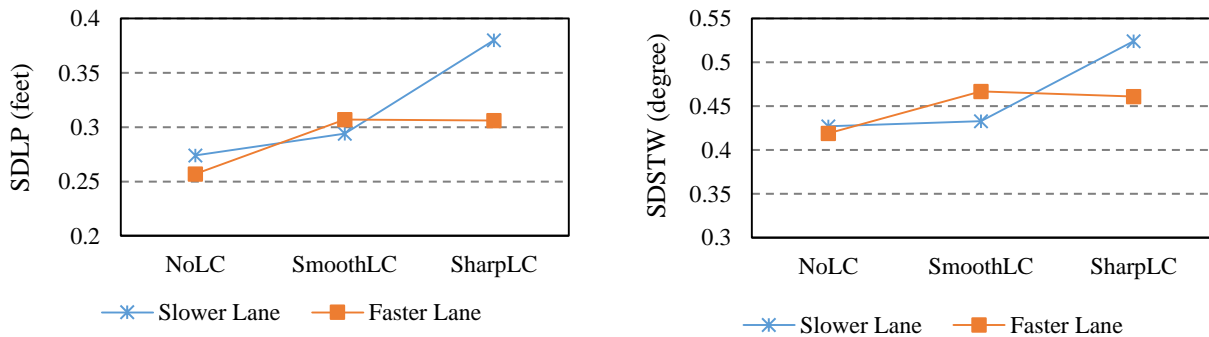 SDLP (feet)
0.4
0.35
0.3
0.25
0.2
NoLC SmoothLC SharpLC
Slower Lane Faster Lane
SDSTW (degree)
0.55
0.5
0.45
0.4
0.35
0.3
NoLC SmoothLC SharpLC
Slower Lane Faster Lane